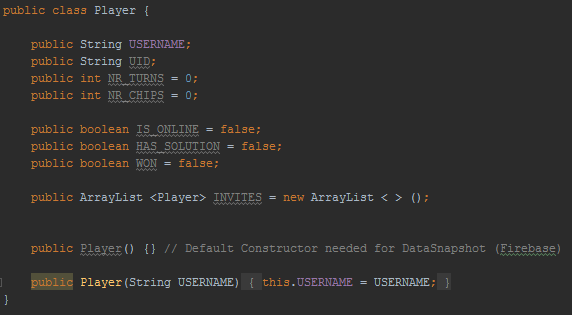 public class Player {
public String USERNAME;
public String UID;
public int NR_TURNS = 0;
public int NR_CHIPS = 0;
public boolean IS_ONLINE = false;
public boolean HAS_SOLUTION = false;
public boolean WON = false;
public ArrayList <Player> INVITES = new ArrayList < > ();
public Player() {} // Default Constructor needed for DataSnapshot (Firebase)
public Player(String USERNAME) { this.USERNAME = USERNAME; }
}